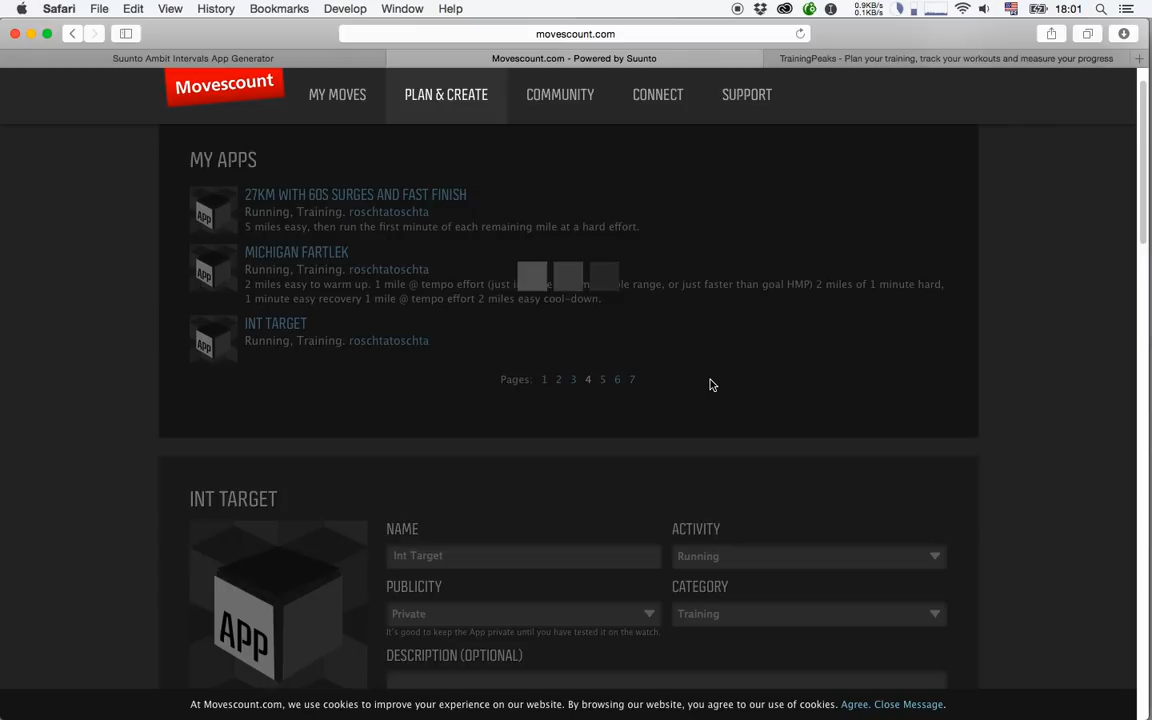 Safari File Edit View History Bookmarks Develop Window Help 0.9KB/s 0.1KB/s 18:01
movescount.com
Suunto Ambit Intervals App Generator Movescount.com - Powered by Suunto TrainingPeaks - Plan your training, track your workouts and measure your progress
Movescount MY MOVES PLAN & CREATE COMMUNITY CONNECT SUPPORT
MY APPS
APP
27KM WITH 60S SURGES AND FAST FINISH
Running, Training. roschtatoschta
5 miles easy, then run the first minute of each remaining mile at a hard effort.
APP
MICHIGAN FARTLEK
Running, Training. roschtatoschta
2 miles easy to warm up. 1 mile @ tempo effort (just i range, or just faster than goal HMP) 2 miles of 1 minute hard,
1 minute easy recovery 1 mile @ tempo effort 2 miles easy cool-down.
APP
INT TARGET
Running, Training. roschtatoschta
Pages: 1 2 3 4 5 6 7
INT TARGET
APP
NAME ACTIVITY
Int Target Running
PUBLICITY CATEGORY
Private Training
It's good to keep the App private until you have tested it on the watch.
DESCRIPTION (OPTIONAL)
At Movescount.com, we use cookies to improve your experience on our website. By browsing our website, you agree to our use of cookies. Agree. Close Message.